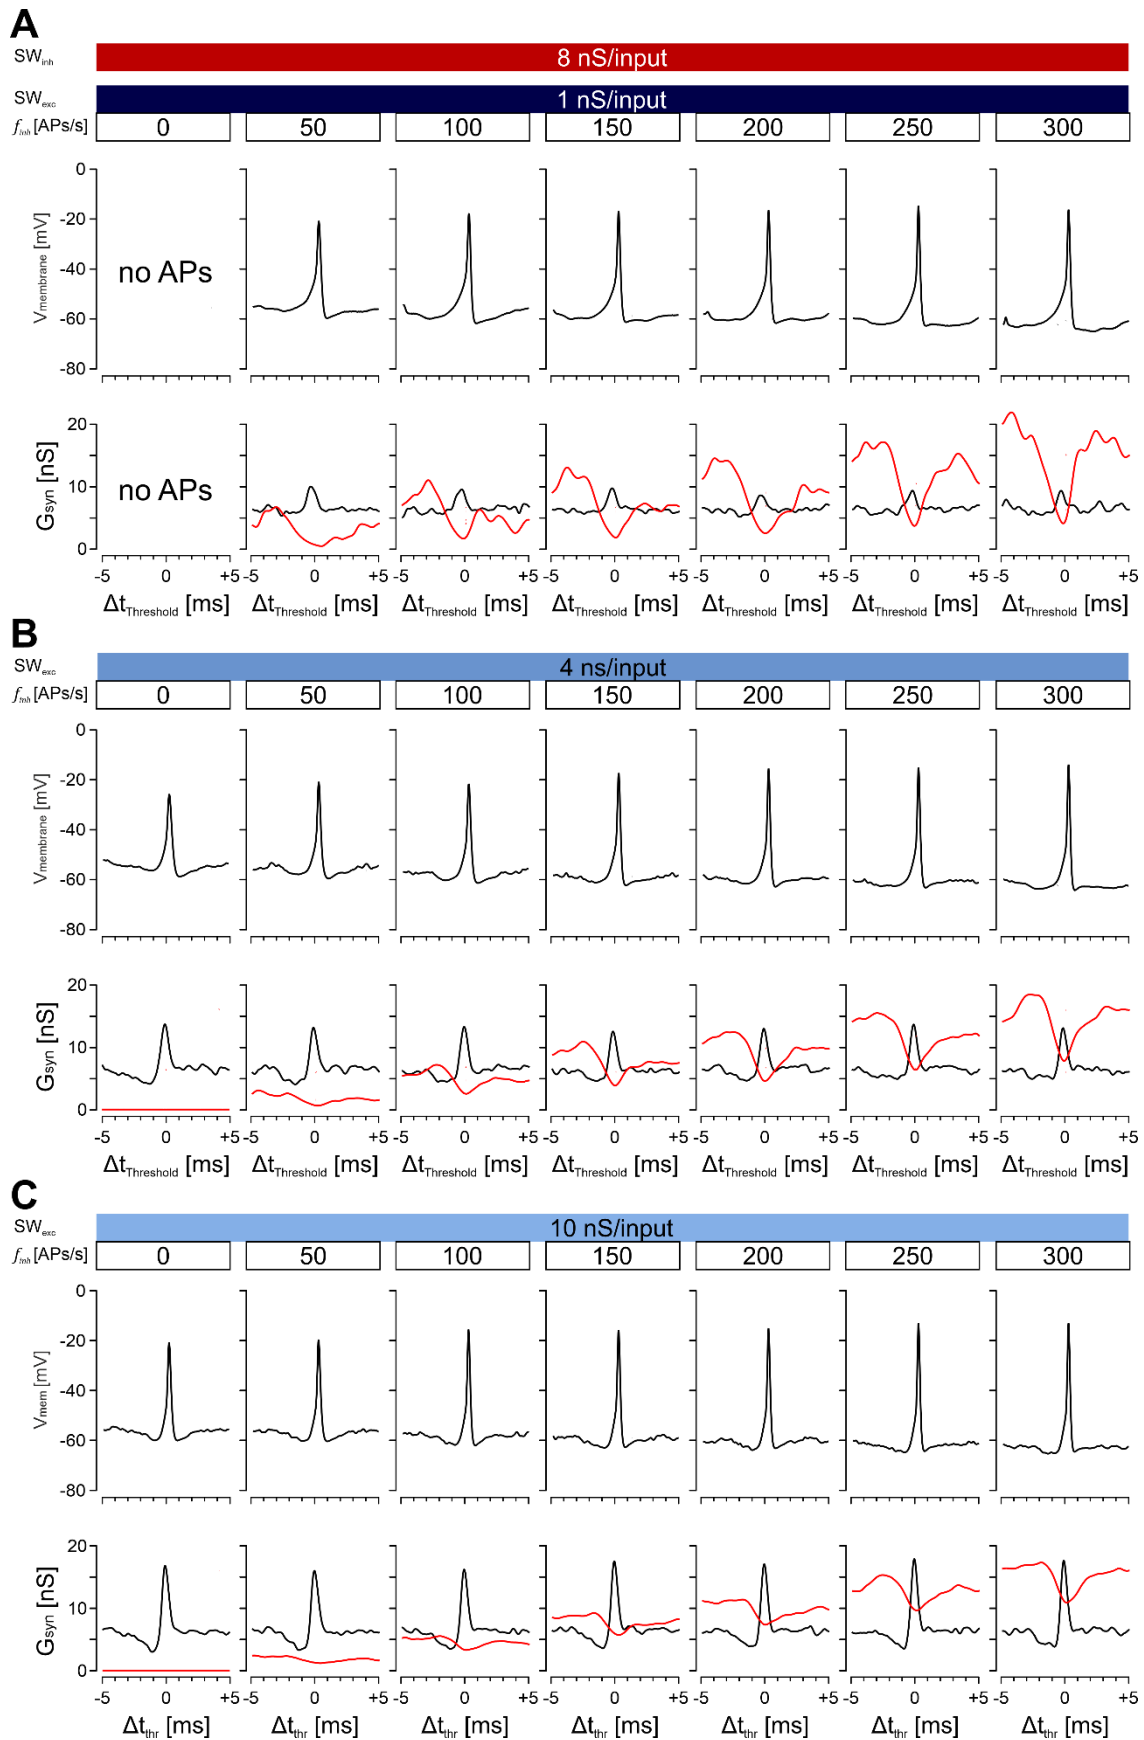 A
SWinh 8 nS/input
SWexc 1 nS/input
finh [APs/s] 0 50 100 150 200 250 300
Vmembrane [mV]
0
-20
-40
-60
-80
no APs
Gsyn [nS]
20
10
0
no APs
-5 0 +5 -5 0 +5 -5 0 +5 -5 0 +5 -5 0 +5 -5 0 +5 -5 0 +5
ΔtThreshold [ms] ΔtThreshold [ms] ΔtThreshold [ms] ΔtThreshold [ms] ΔtThreshold [ms] ΔtThreshold [ms] ΔtThreshold [ms]
B
SWexc 4 ns/input
finh [APs/s] 0 50 100 150 200 250 300
Vmembrane [mV]
0
-20
-40
-60
-80
Gsyn [nS]
20
10
0
-5 0 +5 -5 0 +5 -5 0 +5 -5 0 +5 -5 0 +5 -5 0 +5 -5 0 +5
ΔtThreshold [ms] ΔtThreshold [ms] ΔtThreshold [ms] ΔtThreshold [ms] ΔtThreshold [ms] ΔtThreshold [ms] ΔtThreshold [ms]
C
SWexc 10 nS/input
finh [APs/s] 0 50 100 150 200 250 300
Vmem [mV]
0
-20
-40
-60
-80
Gsyn [nS]
20
10
0
-5 0 +5 -5 0 +5 -5 0 +5 -5 0 +5 -5 0 +5 -5 0 +5 -5 0 +5
Δtthr [ms] Δtthr [ms] Δtthr [ms] Δtthr [ms] Δtthr [ms] Δtthr [ms] Δtthr [ms]